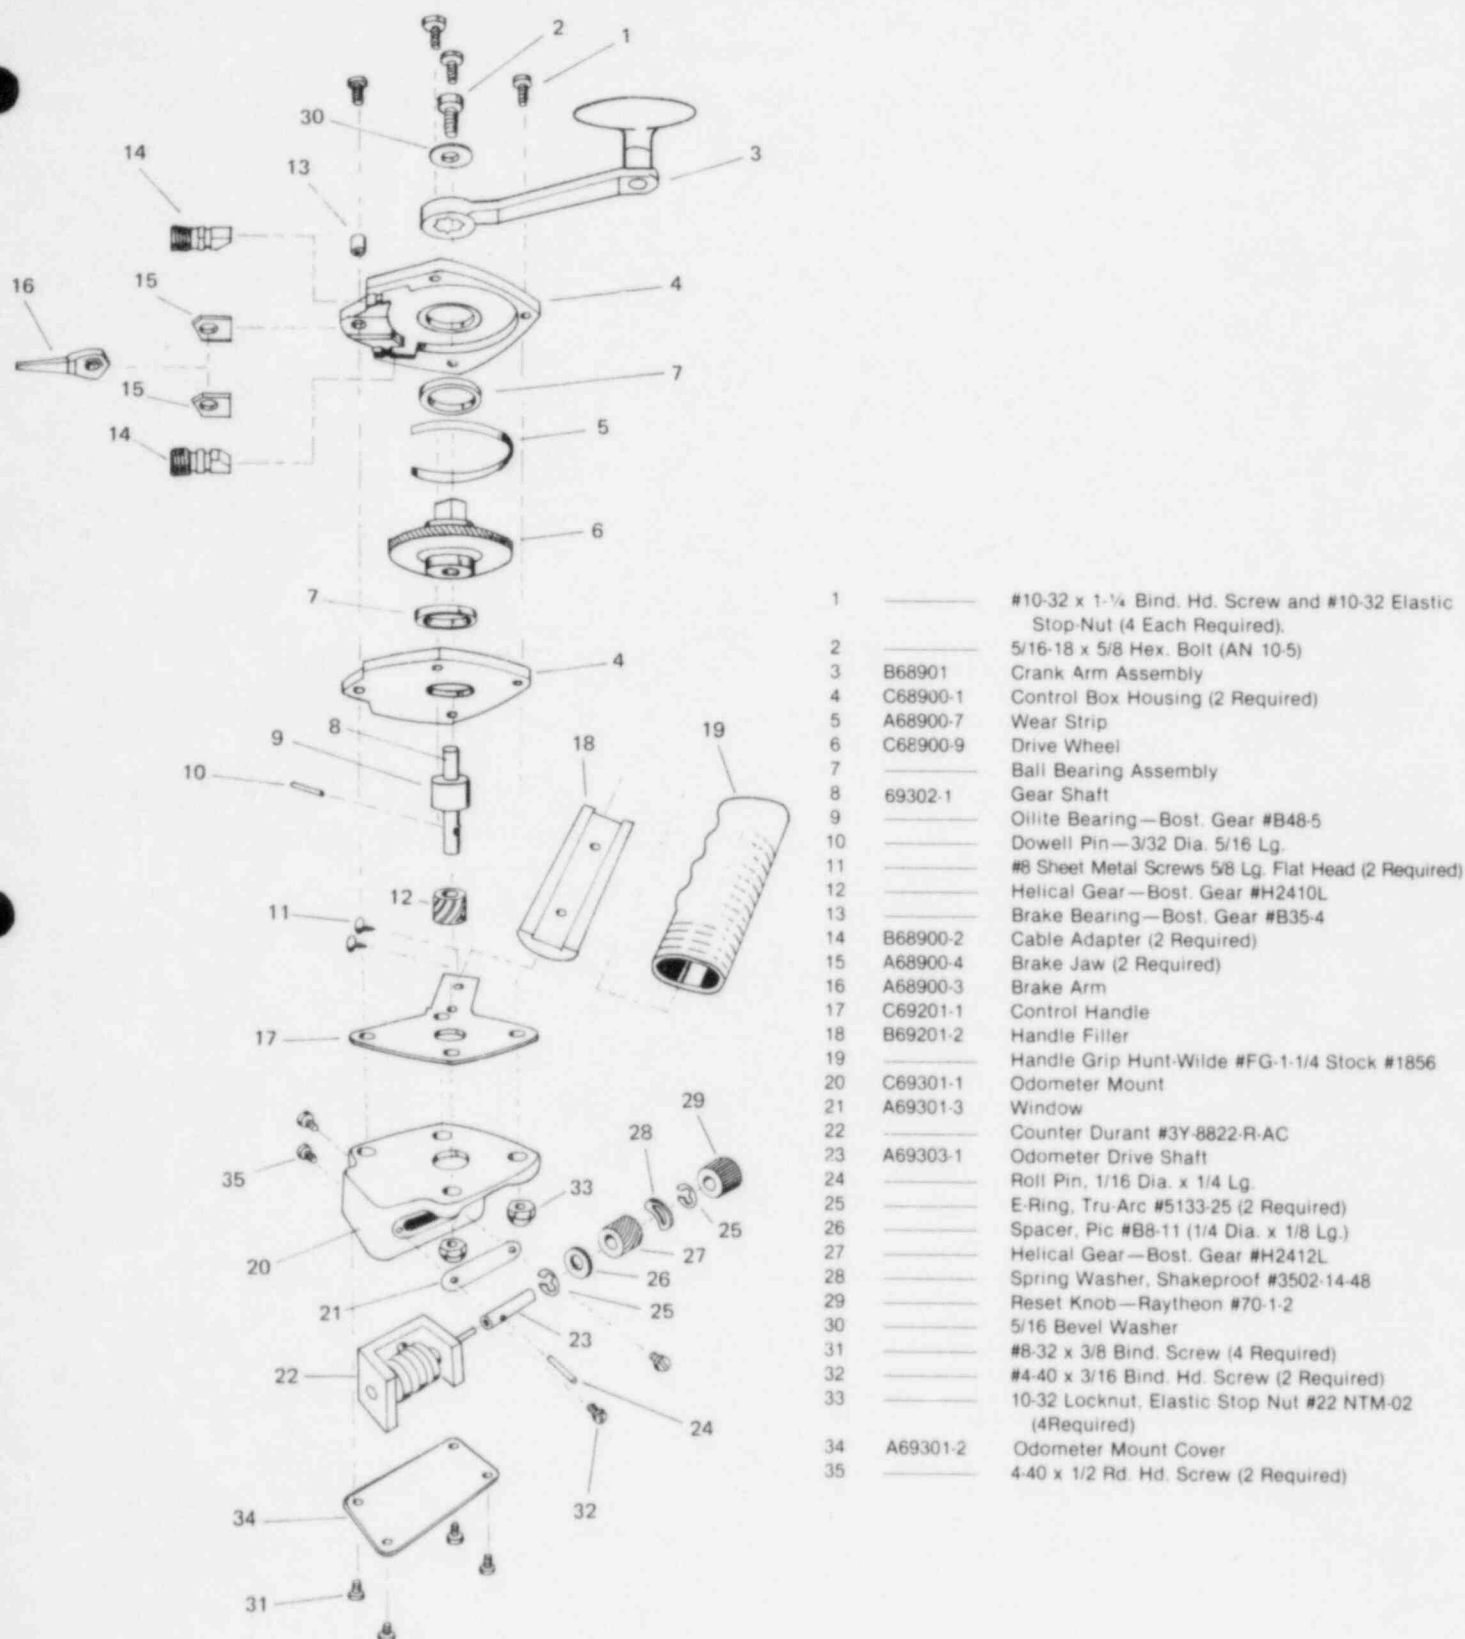 2
1
30
14
13
3
16
15
4
7
15
14
5
6
7
4
8
9
18
19
10
12
11
17
29
28
35
33
25
20
27
26
21
25
23
22
24
32
34
31
1 #10-32 x 1-1/4 Bind. Hd. Screw and #10-32 Elastic
Stop-Nut (4 Each Required).
2 5/16-18 x 5/8 Hex. Bolt (AN 10-5)
3 B68901 Crank Arm Assembly
4 C68900-1 Control Box Housing (2 Required)
5 A68900-7 Wear Strip
6 C68900-9 Drive Wheel
7 Ball Bearing Assembly
8 69302-1 Gear Shaft
9 Oilite Bearing—Bost. Gear #B48-5
10 Dowell Pin—3/32 Dia. 5/16 Lg.
11 #8 Sheet Metal Screws 5/8 Lg. Flat Head (2 Required)
12 Helical Gear—Bost. Gear #H2410L
13 Brake Bearing—Bost. Gear #B35-4
14 B68900-2 Cable Adapter (2 Required)
15 A68900-4 Brake Jaw (2 Required)
16 A68900-3 Brake Arm
17 C69201-1 Control Handle
18 B69201-2 Handle Filler
19 Handle Grip Hunt-Wilde #FG-1-1/4 Stock #1856
20 C69301-1 Odometer Mount
21 A69301-3 Window
22 Counter Durant #3Y-8822-R-AC
23 A69303-1 Odometer Drive Shaft
24 Roll Pin, 1/16 Dia. x 1/4 Lg.
25 E-Ring, Tru-Arc #5133-25 (2 Required)
26 Spacer, Pic #B8-11 (1/4 Dia. x 1/8 Lg.)
27 Helical Gear—Bost. Gear #H2412L
28 Spring Washer, Shakeproof #3502-14-48
29 Reset Knob—Raytheon #70-1-2
30 5/16 Bevel Washer
31 #8-32 x 3/8 Bind. Screw (4 Required)
32 #4-40 x 3/16 Bind. Hd. Screw (2 Required)
33 10-32 Locknut, Elastic Stop Nut #22 NTM-02
(4Required)
34 A69301-2 Odometer Mount Cover
35 4-40 x 1/2 Rd. Hd. Screw (2 Required)